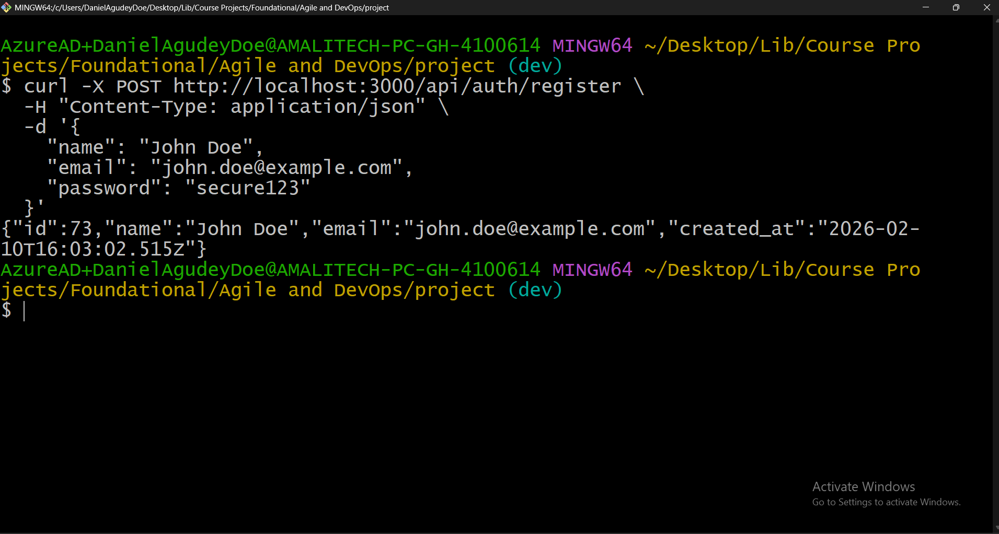 MINGW64:/c/Users/DanielAgudeyDoe/Desktop/Lib/Course Projects/Foundational/Agile and DevOps/project
AzureAD+DanielAgudeyDoe@AMALITECH-PC-GH-4100614 MINGW64 ~/Desktop/Lib/Course Pro
jects/Foundational/Agile and DevOps/project (dev)
$ curl -X POST http://localhost:3000/api/auth/register \
  -H "Content-Type: application/json" \
  -d '{
    "name": "John Doe",
    "email": "john.doe@example.com",
    "password": "secure123"
  }'
{"id":73,"name":"John Doe","email":"john.doe@example.com","created_at":"2026-02-
10T16:03:02.515Z"}
AzureAD+DanielAgudeyDoe@AMALITECH-PC-GH-4100614 MINGW64 ~/Desktop/Lib/Course Pro
jects/Foundational/Agile and DevOps/project (dev)
$
Activate Windows
Go to Settings to activate Windows.